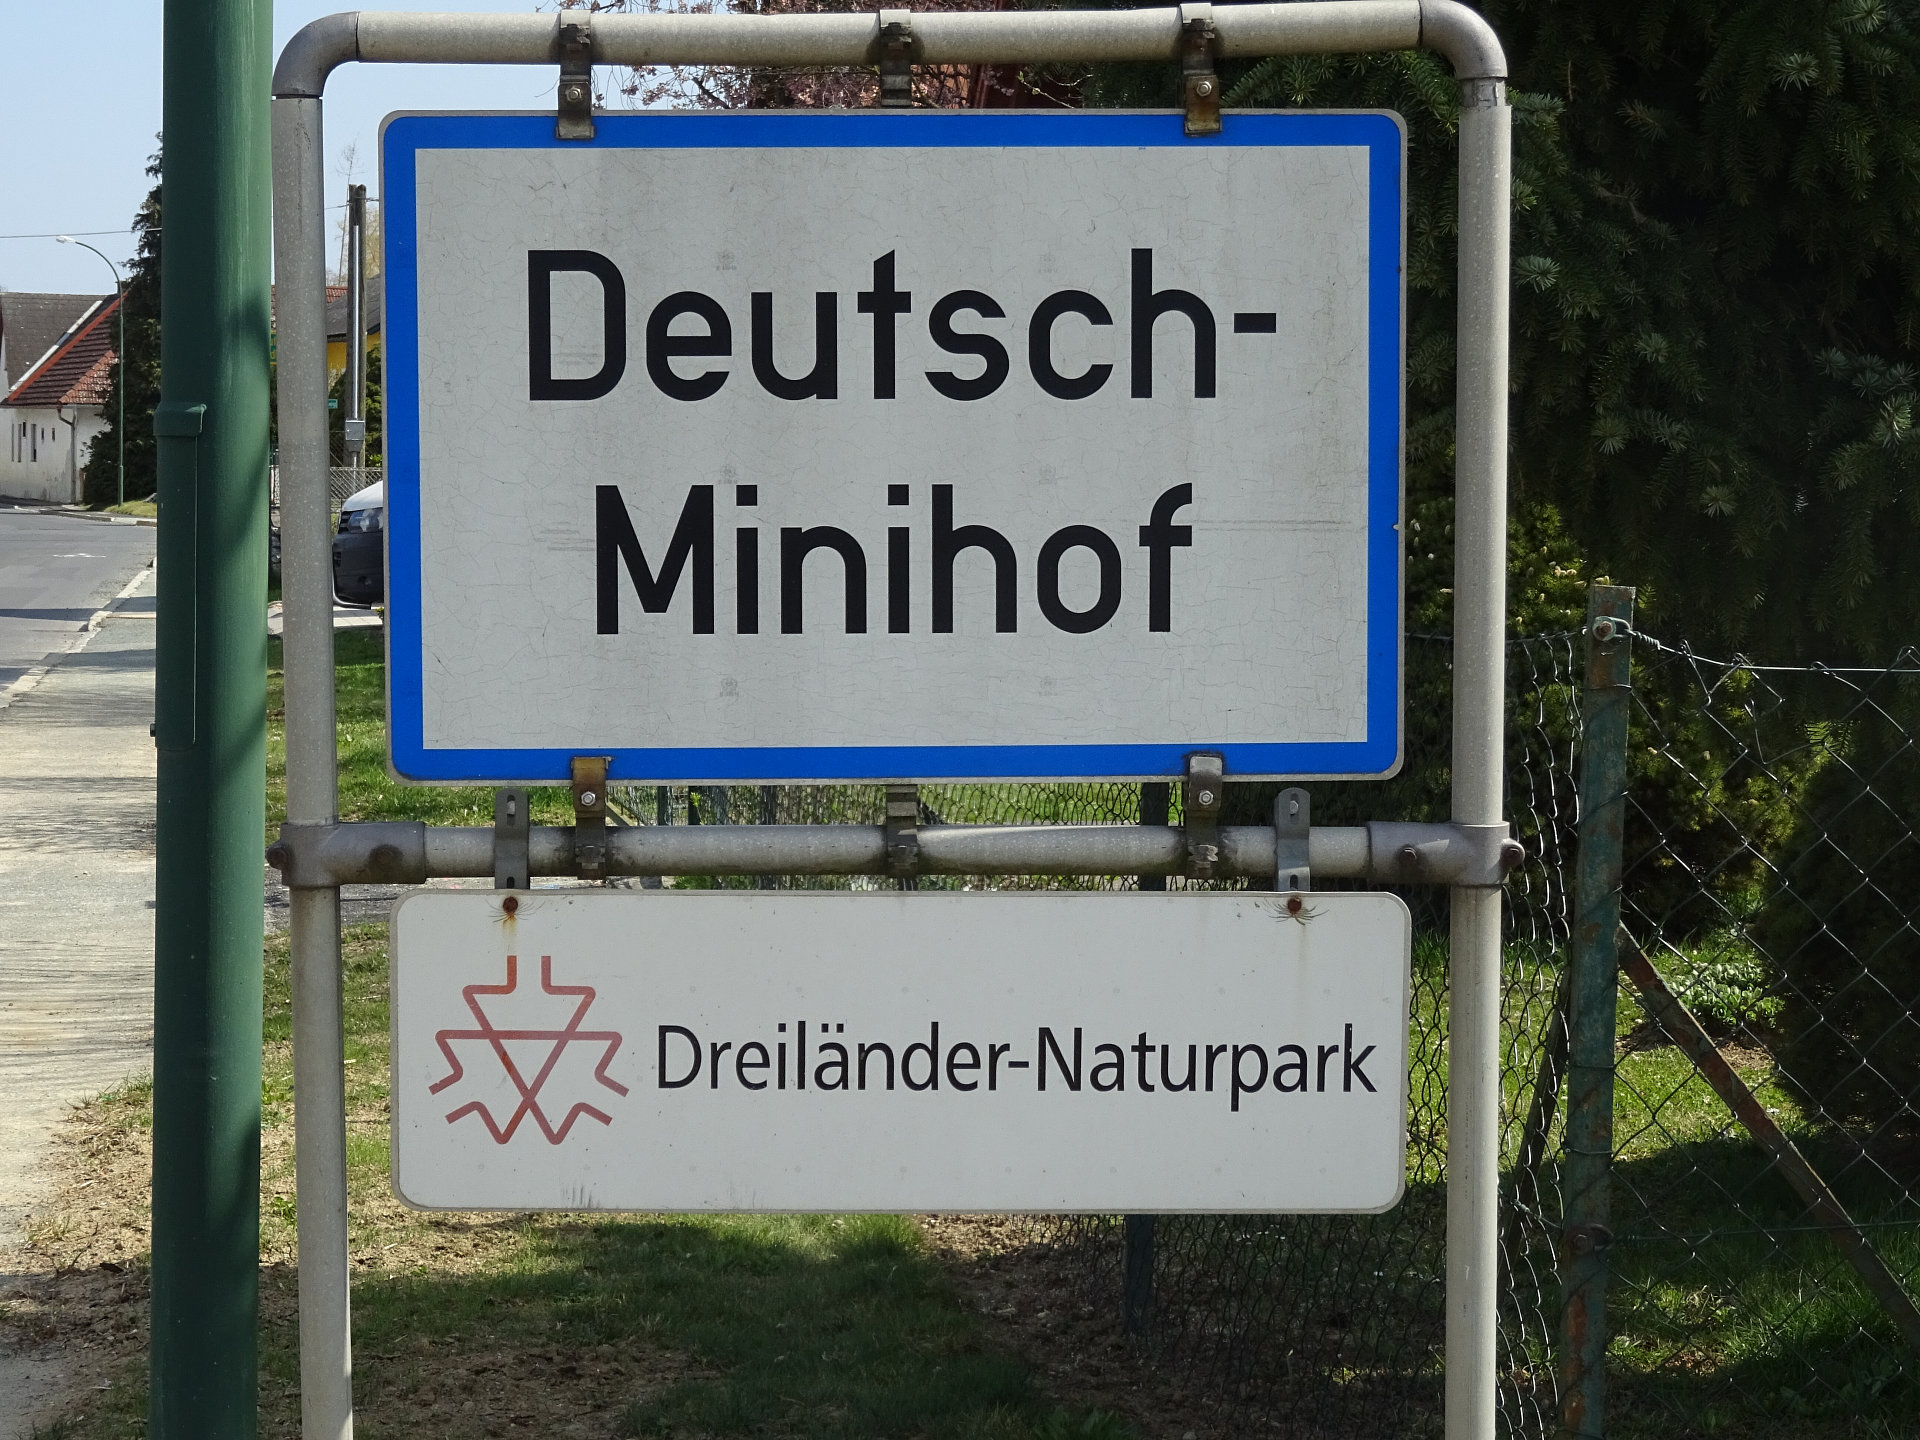 Deutsch-
Minihof
Dreiländer-Naturpark